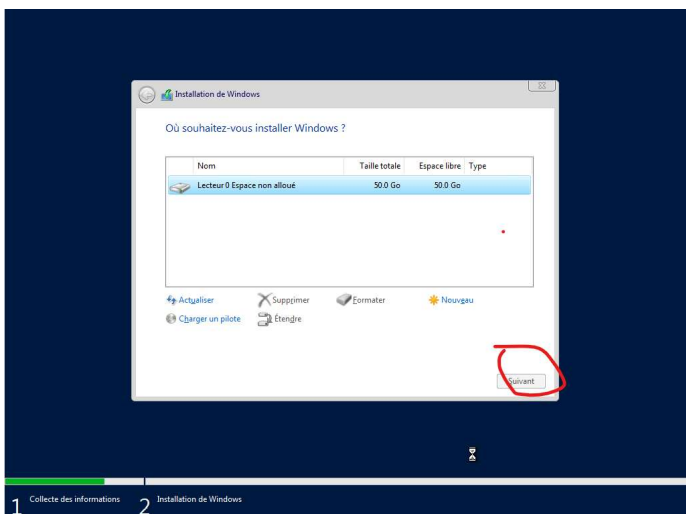 Installation de Windows
Où souhaitez-vous installer Windows ?
Nom Taille totale Espace libre Type
Lecteur 0 Espace non alloué 50.0 Go 50.0 Go
Actualiser Supprimer Formater Nouveau
Charger un pilote Étendre
Suivant
1 Collecte des informations 2 Installation de Windows